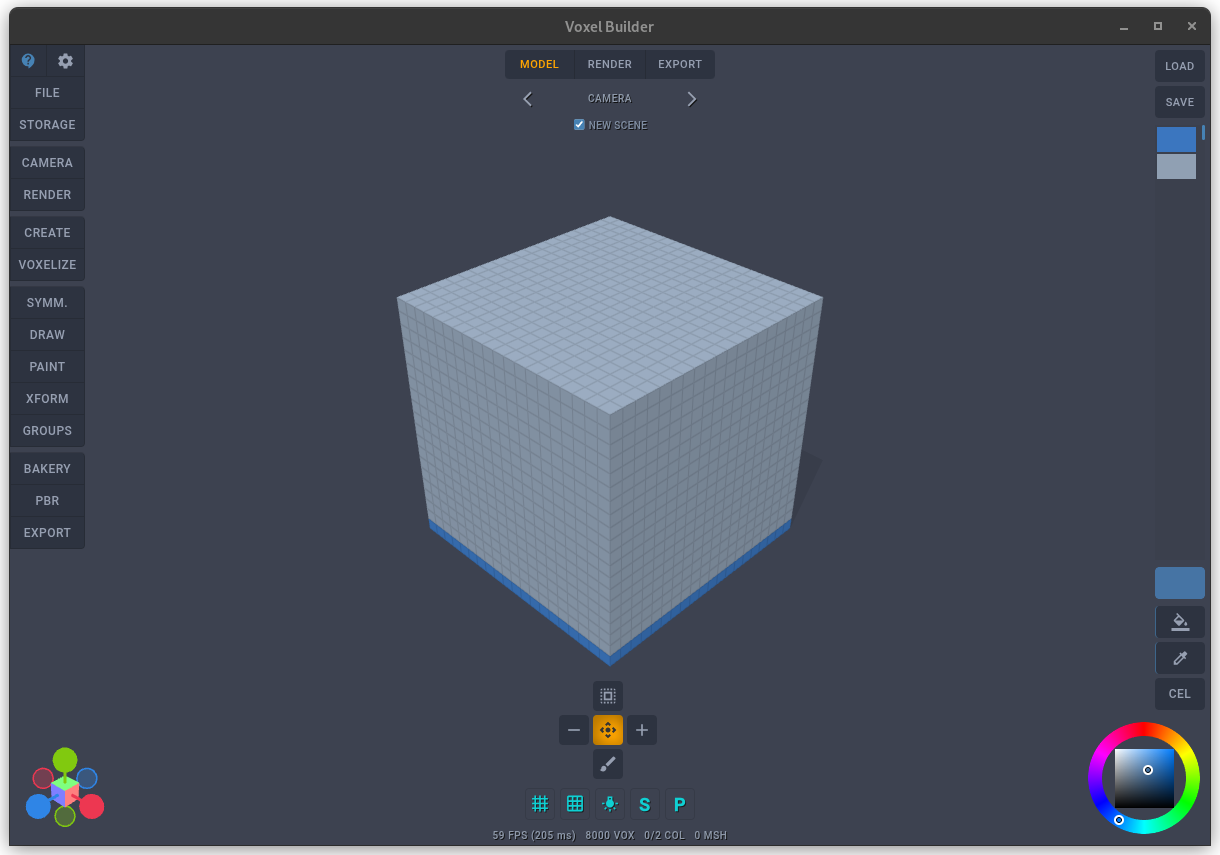 Voxel Builder
MODEL RENDER EXPORT
CAMERA
NEW SCENE
FILE
STORAGE
CAMERA
RENDER
CREATE
VOXELIZE
SYMM.
DRAW
PAINT
XFORM
GROUPS
BAKERY
PBR
EXPORT
LOAD
SAVE
CEL
S P
59 FPS (205 ms) 8000 VOX 0/2 COL 0 MSH